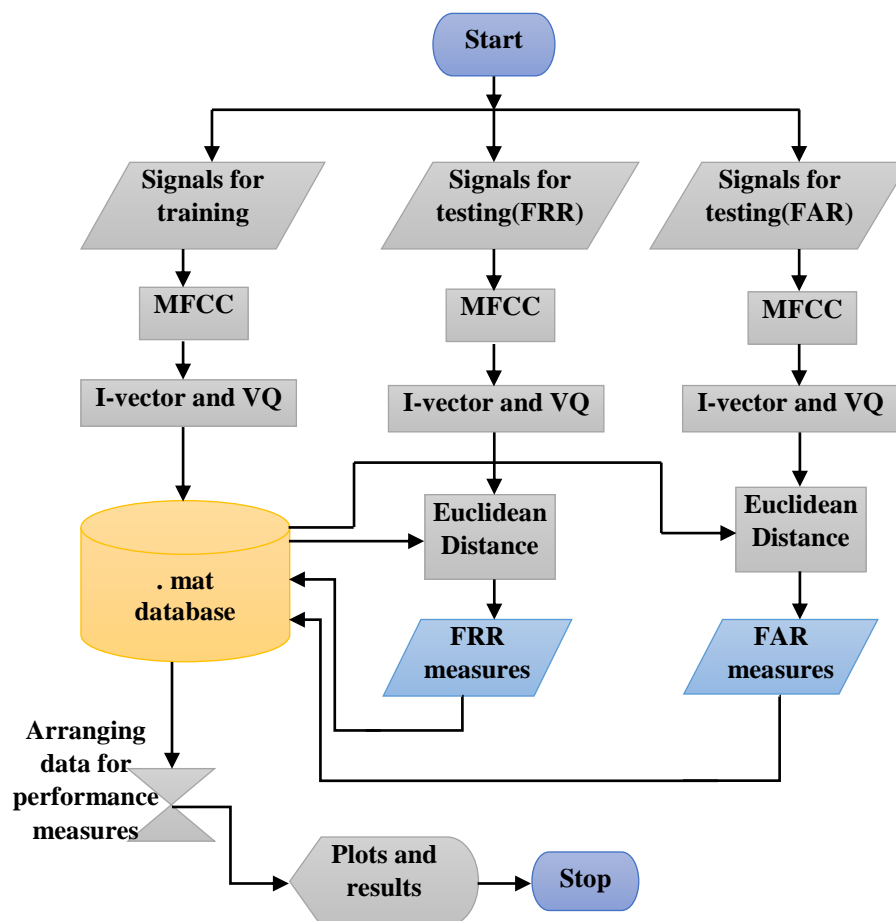 Start
Signals for
training
Signals for
testing(FRR)
Signals for
testing(FAR)
MFCC
MFCC
MFCC
I-vector and VQ
I-vector and VQ
I-vector and VQ
Euclidean
Distance
Euclidean
Distance
. mat
database
FRR
measures
FAR
measures
Arranging
data for
performance
measures
Plots and
results
Stop